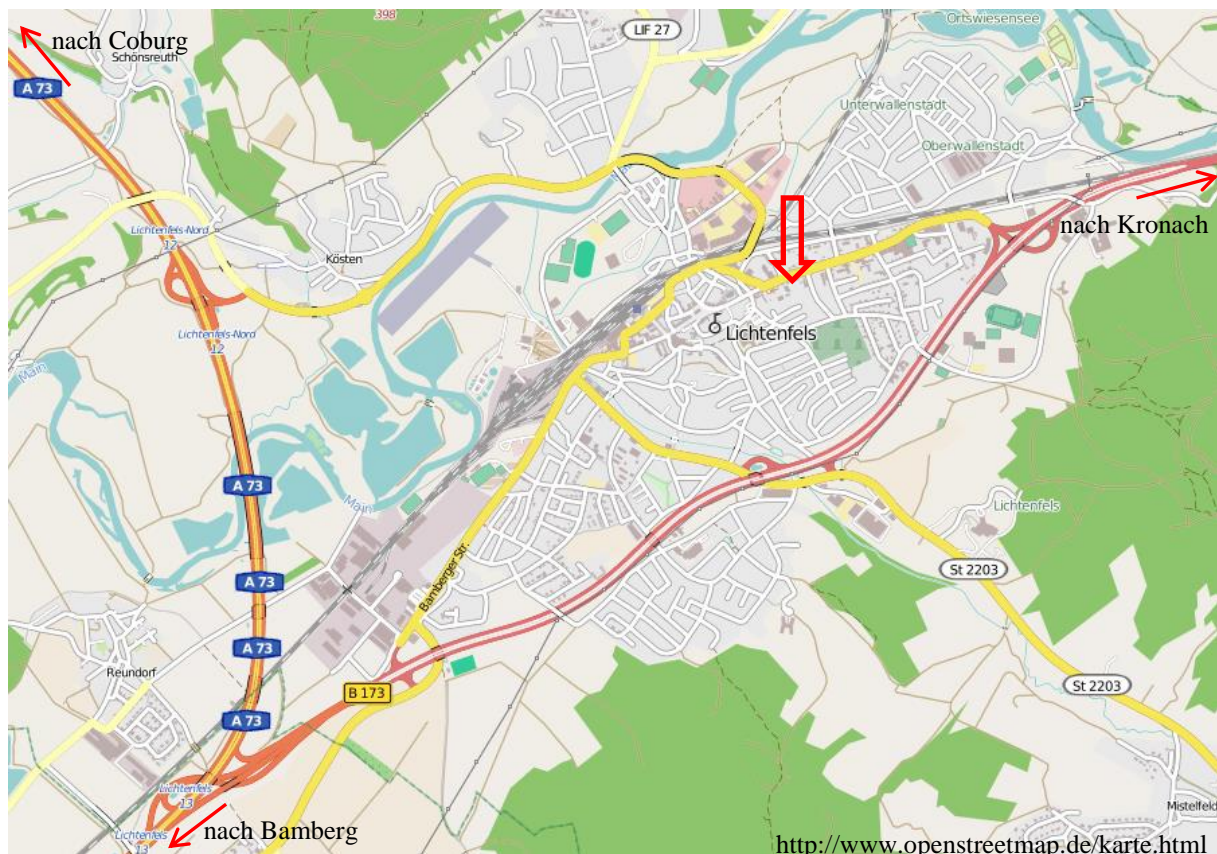 398
nach Coburg
Schönsreuth
LIF 27
Ortswiesensee
A 73
Unterwallenstadt
Oberwallenstadt
nach Kronach
Lichtenfels-Nord
12
Kösten
Lichtenfels-Nord
12
Lichtenfels
Main
A 73
Main
Lichtenfels
St 2203
A 73
Bamberger Str.
A 73
Reundorf
B 173
St 2203
A 73
Lichtenfels
13
Mistelfeld
nach Bamberg
Lichtenfels
13
http://www.openstreetmap.de/karte.html